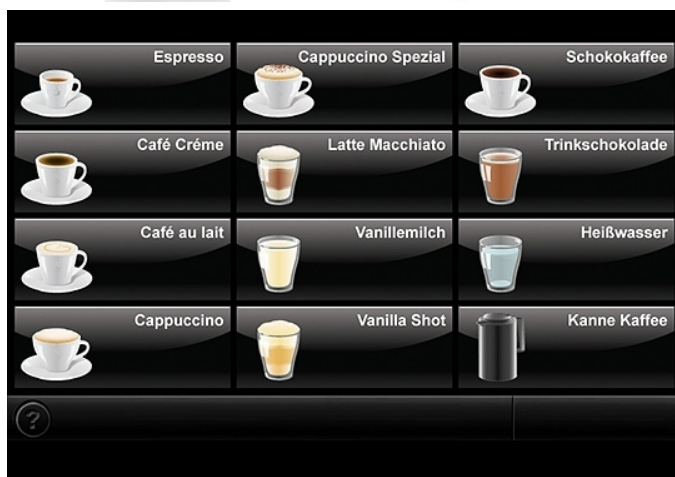 Espresso
Cappuccino Spezial
Schokokaffee
Café Créme
Latte Macchiato
Trinkschokolade
Café au lait
Vanillemilch
Heißwasser
Cappuccino
Vanilla Shot
Kanne Kaffee
?